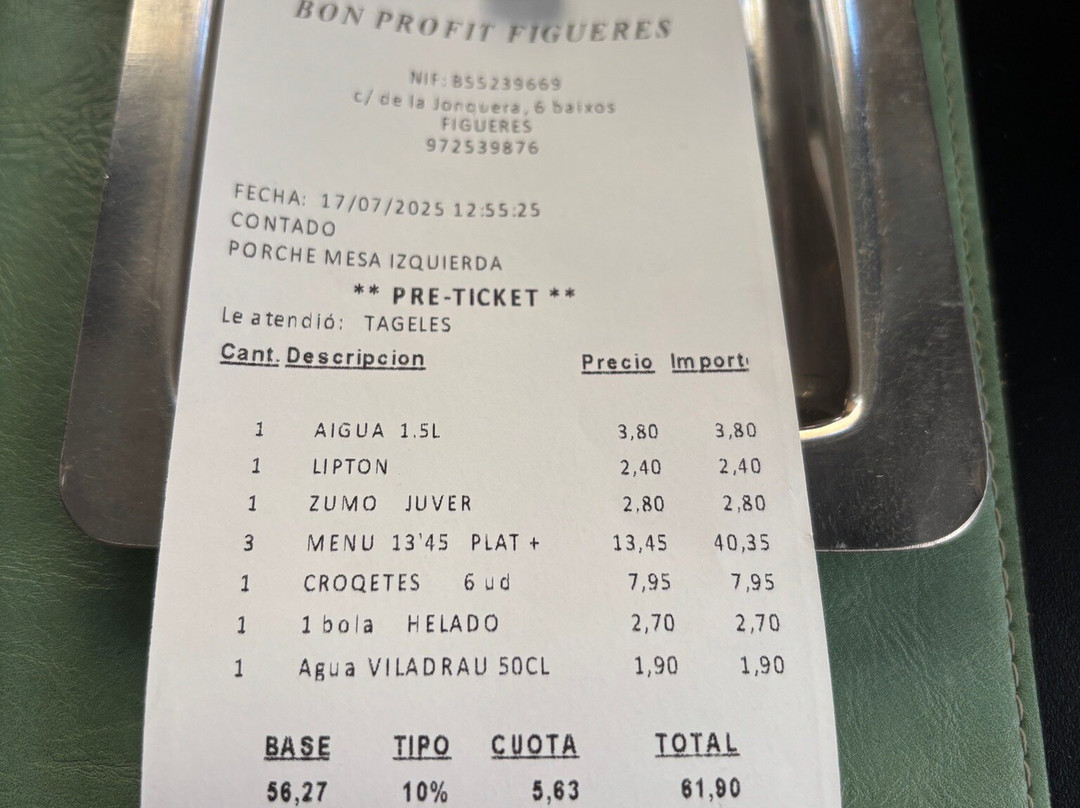 BON PROFIT FIGUERES
NIF: B55239669
c/ de la Jonquera, 6 baixos
FIGUERES
972539876
FECHA: 17/07/2025 12:55:25
CONTADO
PORCHE MESA IZQUIERDA
** PRE-TICKET **
Le atendió: TAGELES
Cant. Descripcion Precio Import
1 AIGUA 1.5L 3,80 3,80
1 LIPTON 2,40 2,40
1 ZUMO JUVER 2,80 2,80
3 MENU 13'45 PLAT + 13,45 40,35
1 CROQETES 6 ud 7,95 7,95
1 1 bola HELADO 2,70 2,70
1 Agua VILADRAU 50CL 1,90 1,90
BASE TIPO CUOTA TOTAL
56,27 10% 5,63 61,90